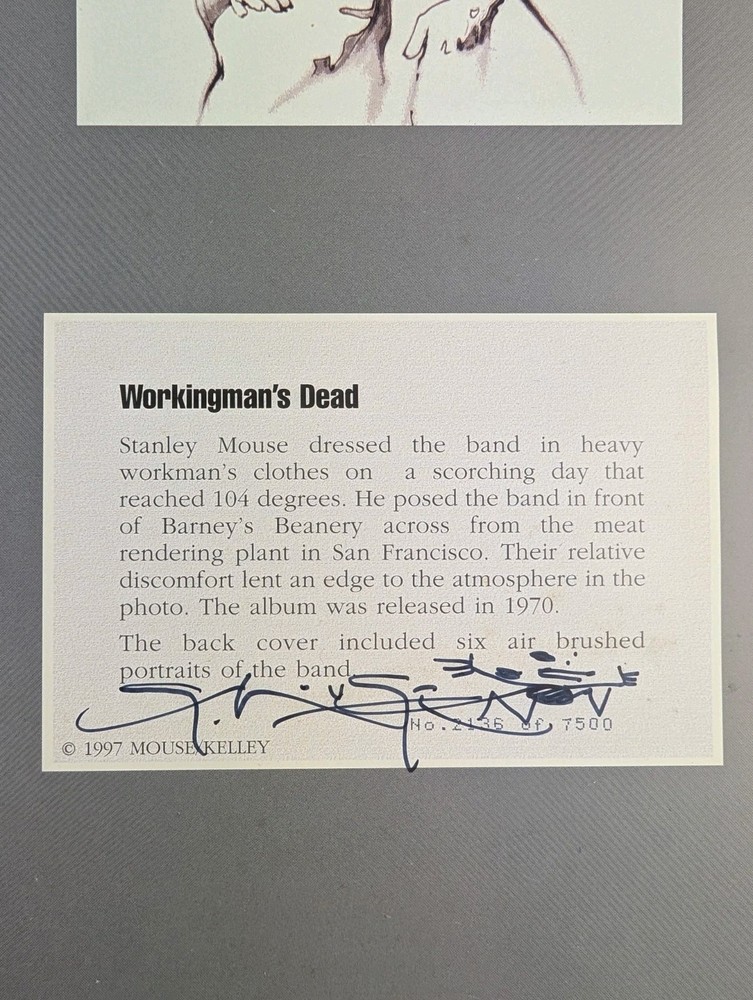 Workingman's Dead
Stanley Mouse dressed the band in heavy
workman's clothes on a scorching day that
reached 104 degrees. He posed the band in front
of Barney's Beanery across from the meat
rendering plant in San Francisco. Their relative
discomfort lent an edge to the atmosphere in the
photo. The album was released in 1970.
The back cover included six air brushed
portraits of the band.
No. 2136 of 7500
© 1997 MOUSE/KELLEY